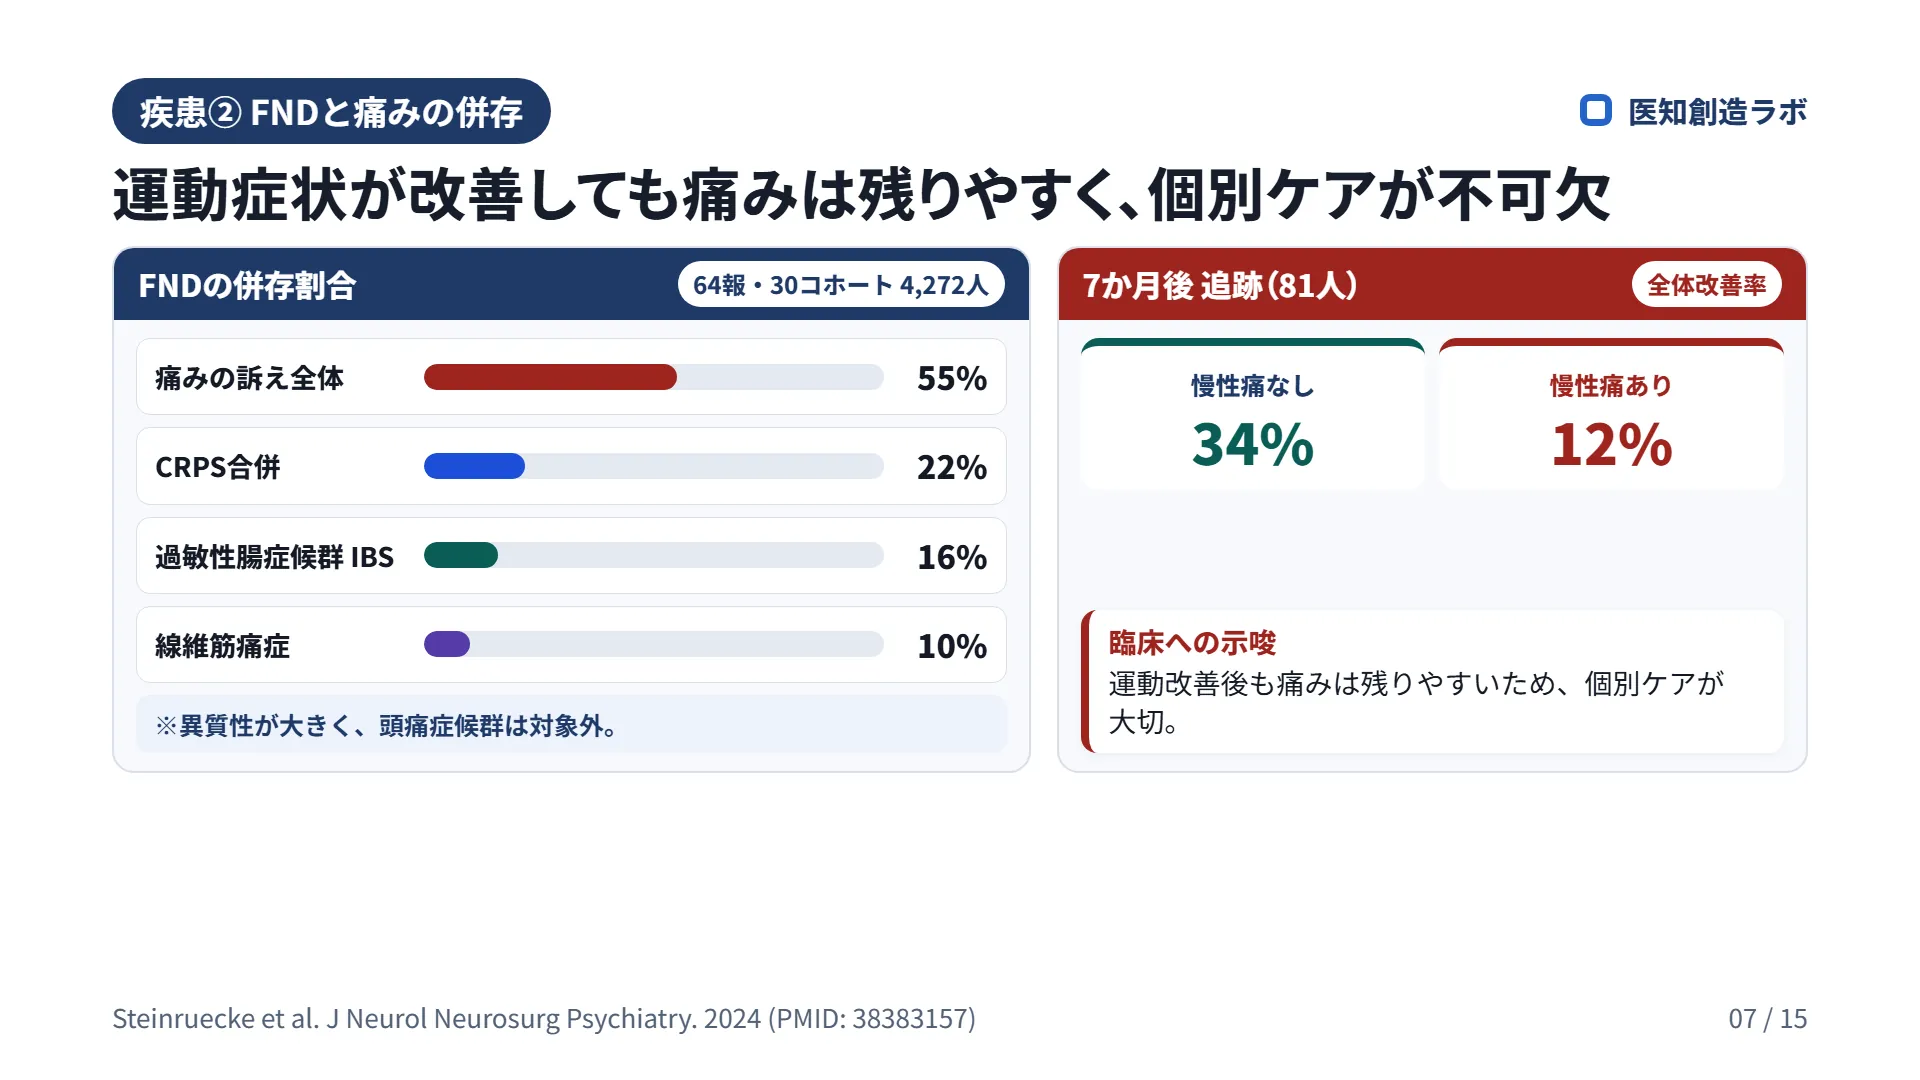 疾患② FNDと痛みの併存
医知創造ラボ
運動症状が改善しても痛みは残りやすく、個別ケアが不可欠
FNDの併存割合
64報・30コホート 4,272人
痛みの訴え全体
55%
CRPS合併
22%
過敏性腸症候群 IBS
16%
線維筋痛症
10%
※異質性が大きく、頭痛症候群は対象外。
7か月後 追跡（81人）
全体改善率
慢性痛なし
34%
慢性痛あり
12%
臨床への示唆
運動改善後も痛みは残りやすいため、個別ケアが
大切。
Steinruecke et al. J Neurol Neurosurg Psychiatry. 2024 (PMID: 38383157)
07 / 15